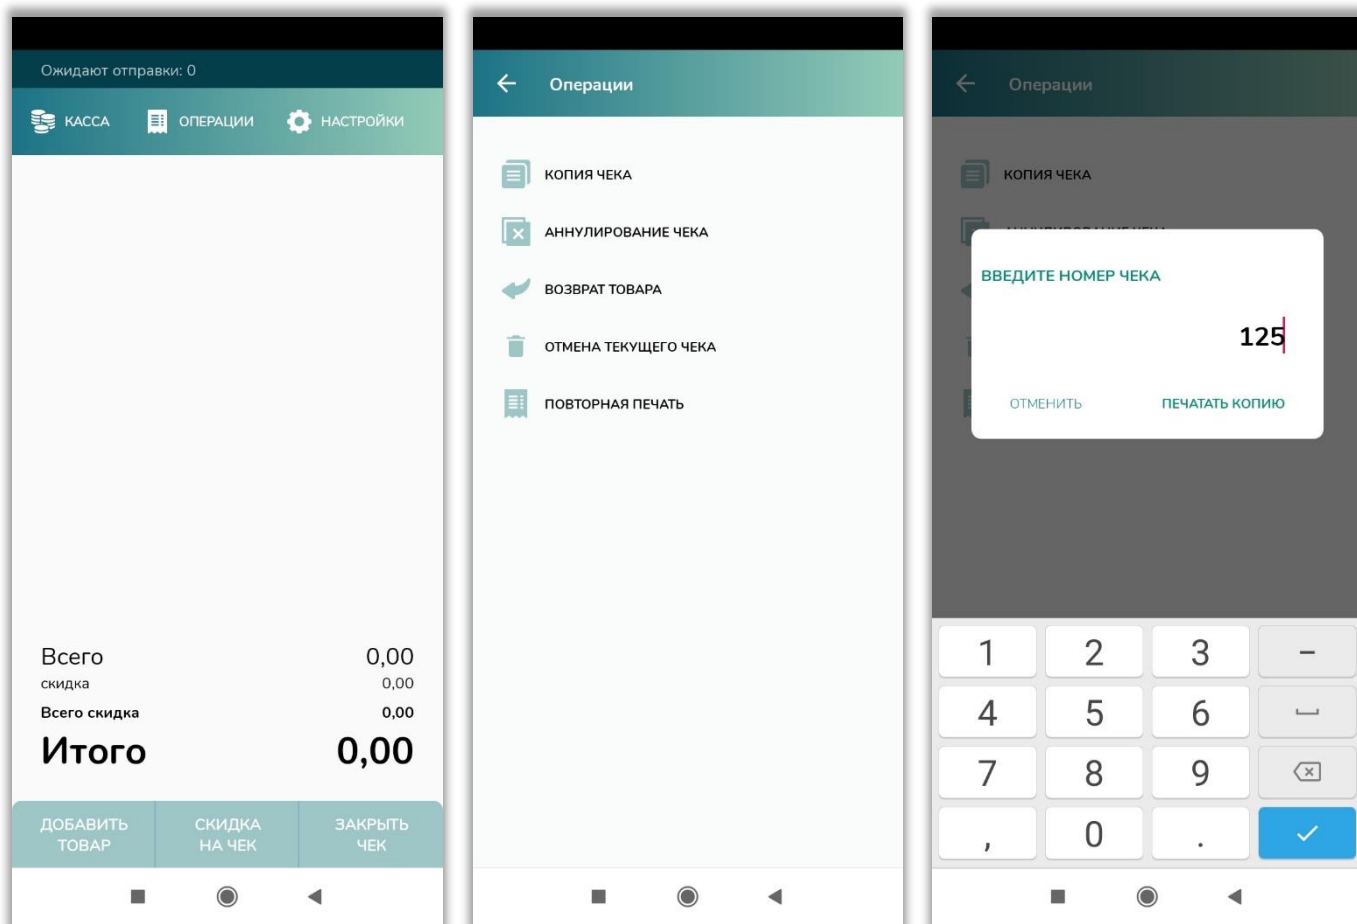 Ожидают отправки: 0
КАССА
ОПЕРАЦИИ
НАСТРОЙКИ
Всего 0,00
скидка 0,00
Всего скидка 0,00
Итого 0,00
ДОБАВИТЬ ТОВАР
СКИДКА НА ЧЕК
ЗАКРЫТЬ ЧЕК
Операции
КОПИЯ ЧЕКА
АННУЛИРОВАНИЕ ЧЕКА
ВОЗВРАТ ТОВАРА
ОТМЕНА ТЕКУЩЕГО ЧЕКА
ПОВТОРНАЯ ПЕЧАТЬ
Операции
КОПИЯ ЧЕКА
АННУЛИРОВАНИЕ ЧЕКА
ВВЕДИТЕ НОМЕР ЧЕКА
125
ОТМЕНИТЬ ПЕЧАТАТЬ КОПИЮ
1 2 3 –
4 5 6
7 8 9
, 0 .